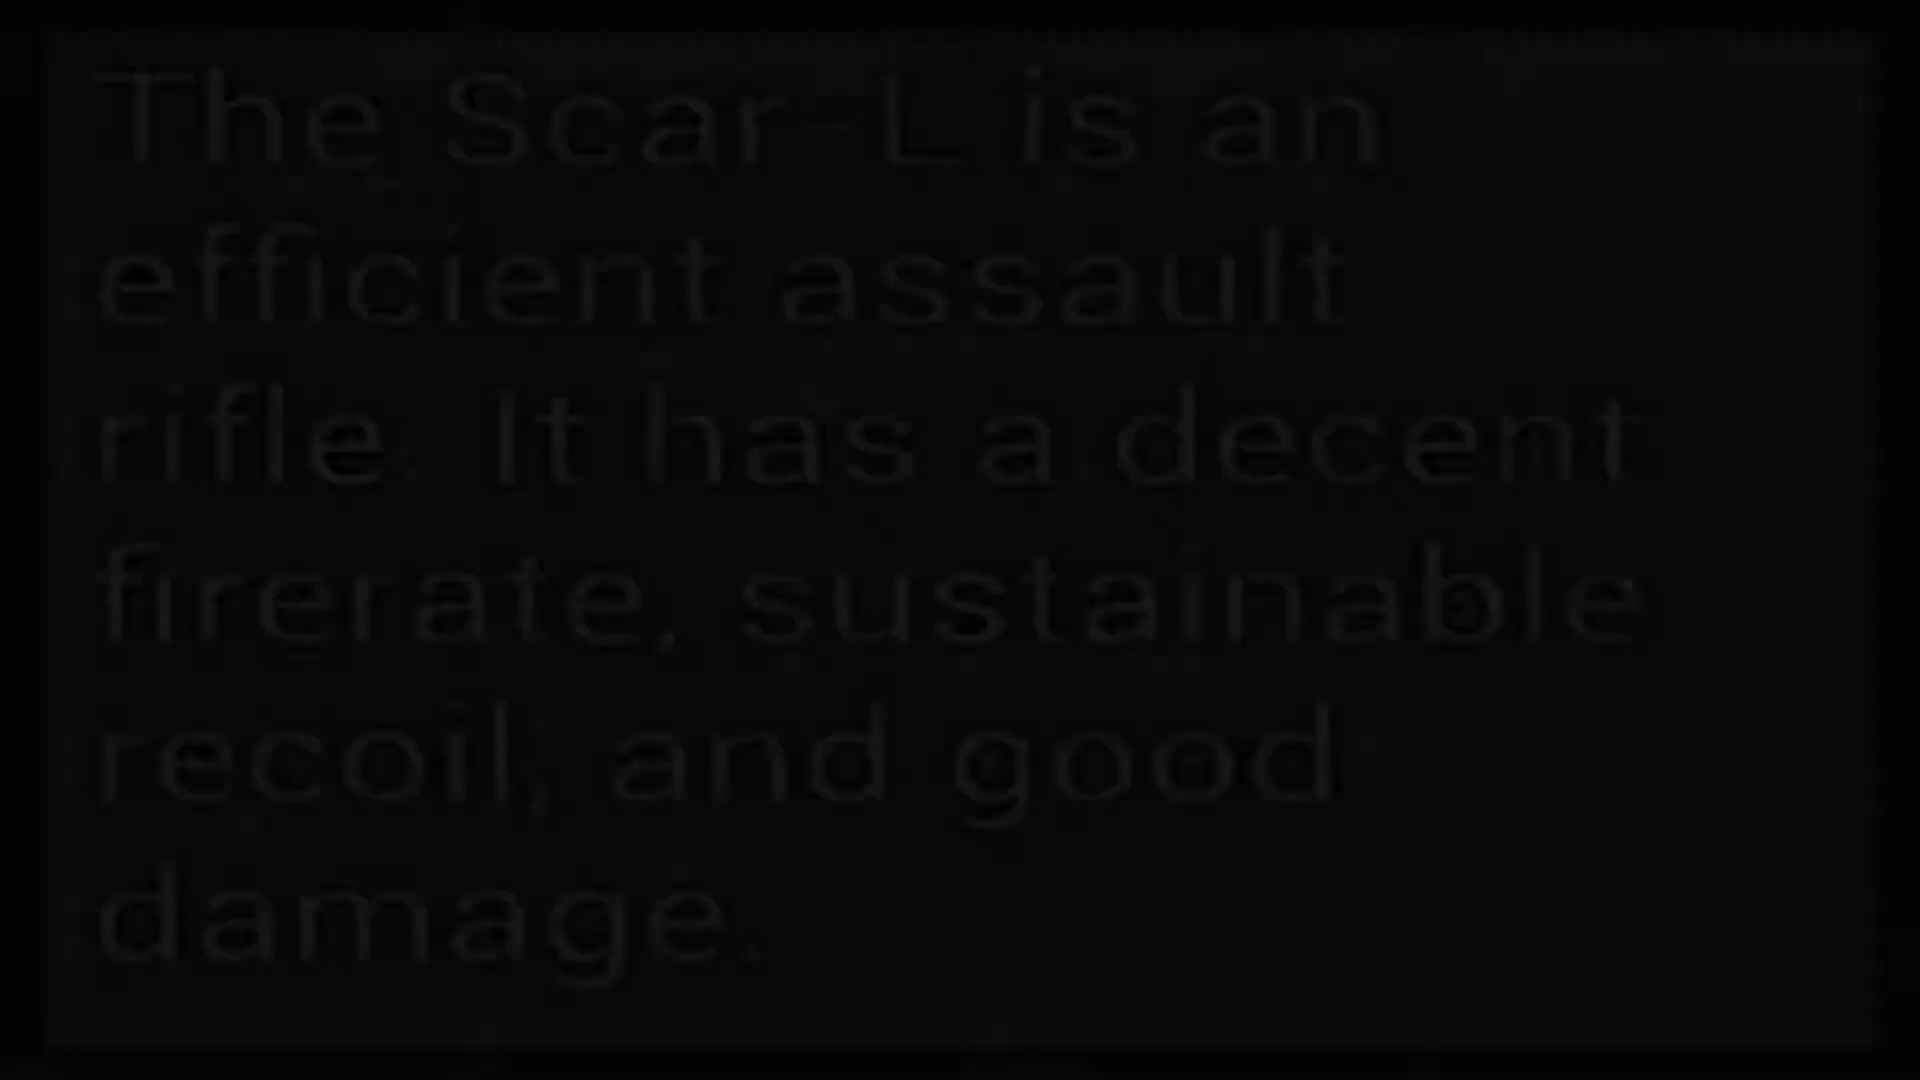 The Scar-L is an
efficient assault
rifle. It has a decent
firerate, sustainable
recoil, and good
damage.